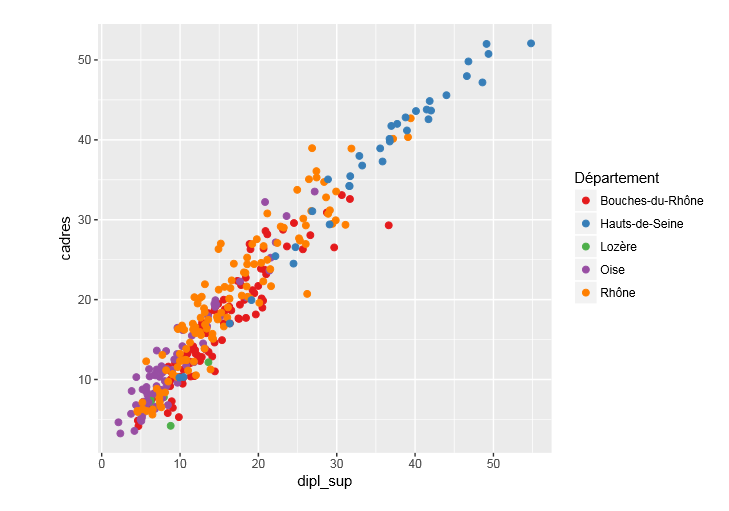 50
40
30
20
10
cadres
0
10
20
30
40
50
dipl_sup
Département
Bouches-du-Rhône
Hauts-de-Seine
Lozère
Oise
Rhône